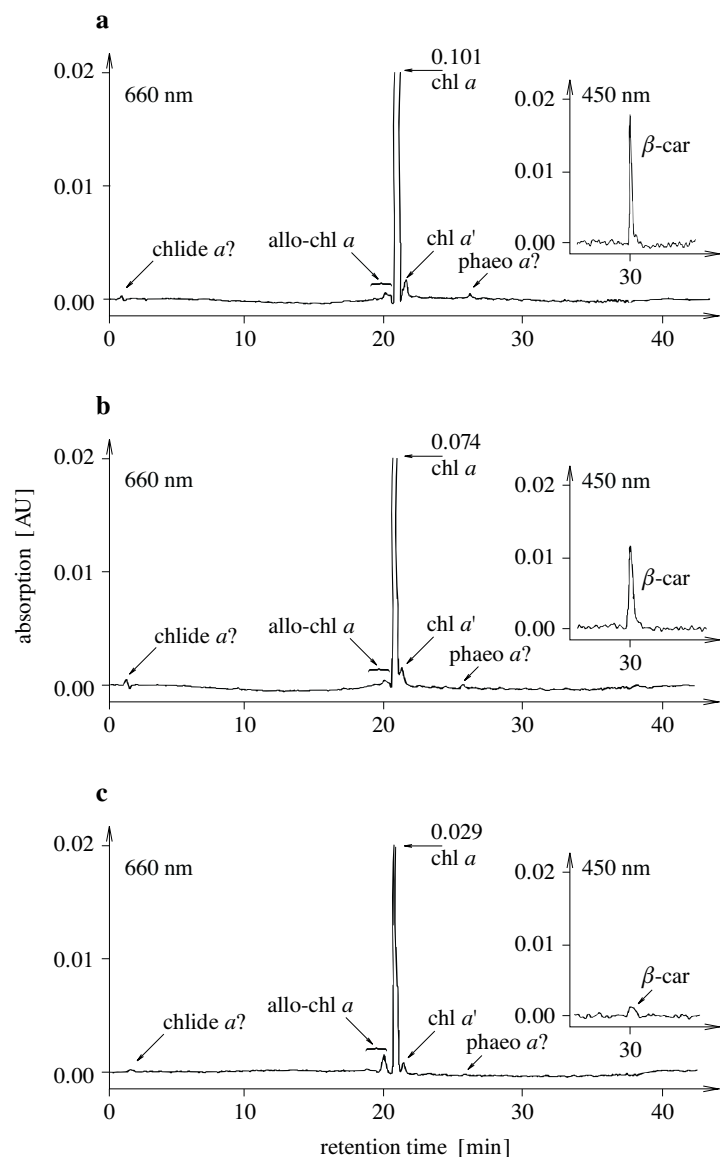 a
0.02
660 nm
0.101
chl a
0.01
0.00
chlide a?
allo-chl a
chl a'
phaeo a?
0 10 20 30 40
0.02
450 nm
β-car
0.01
0.00
30
b
0.02
660 nm
0.074
chl a
0.01
0.00
chlide a?
allo-chl a
chl a'
phaeo a?
0 10 20 30 40
0.02
450 nm
0.01
β-car
0.00
30
absorption [AU]
c
0.02
660 nm
0.029
chl a
0.01
0.00
chlide a?
allo-chl a
chl a'
phaeo a?
0 10 20 30 40
0.02
450 nm
0.01
β-car
0.00
30
retention time [min]